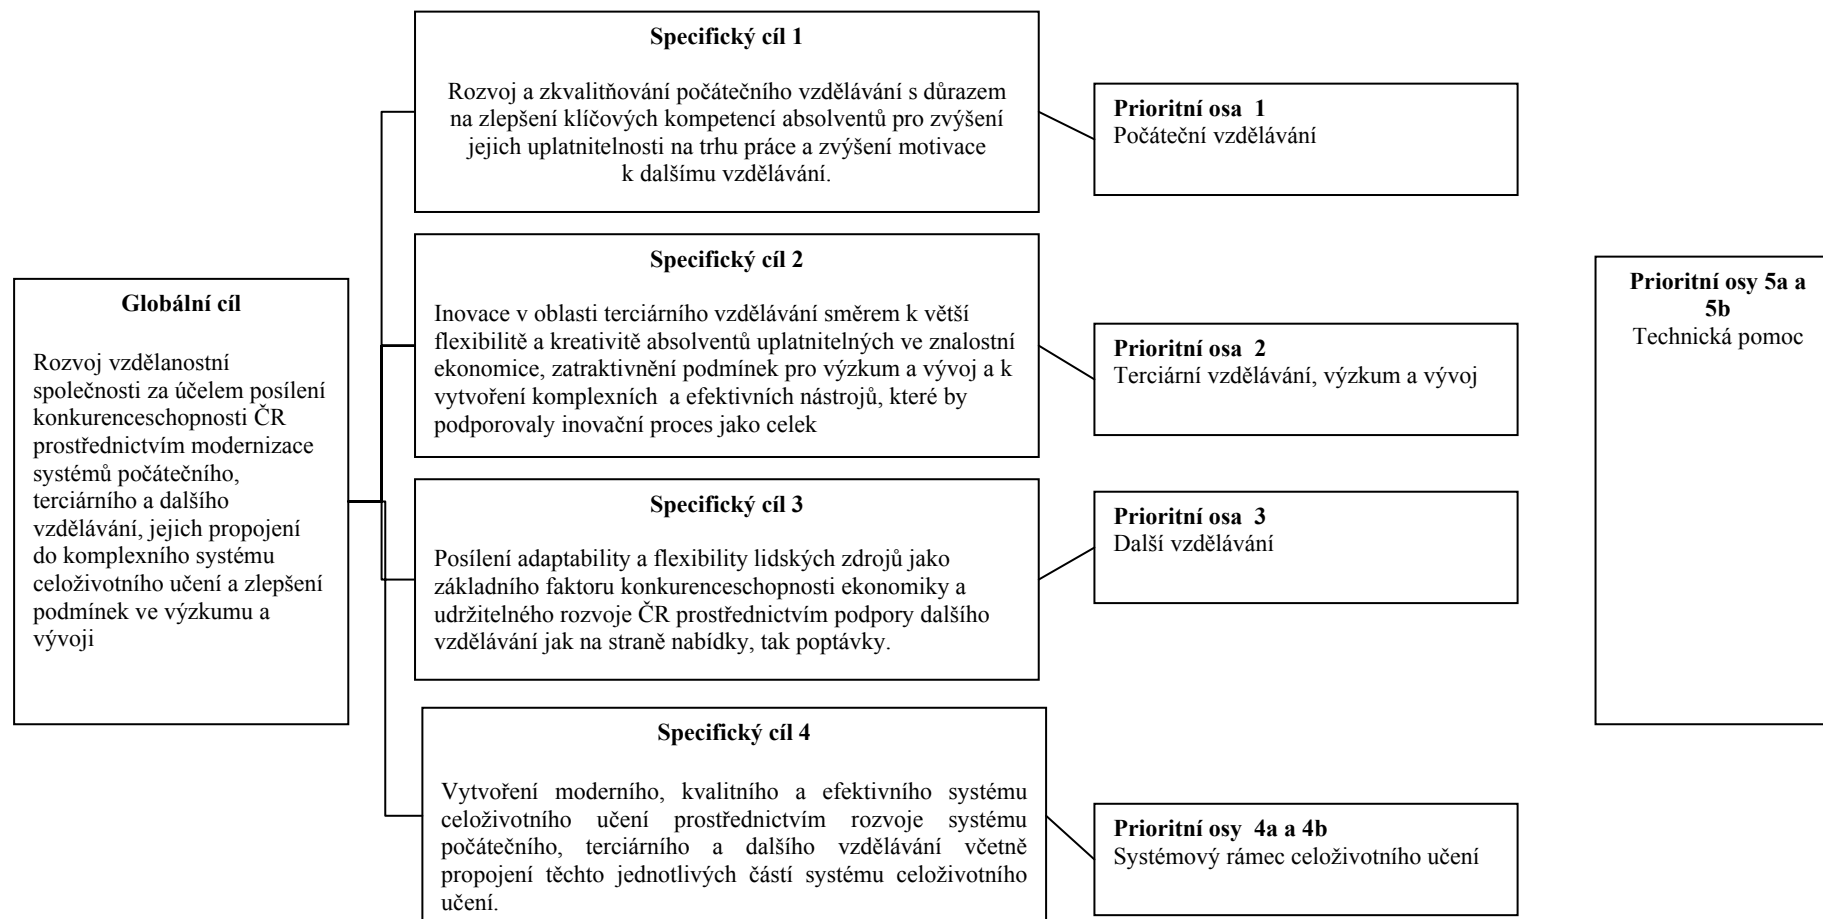 Globální cíl
Rozvoj vzdělanostní
společnosti za účelem posílení
konkurenceschopnosti ČR
prostřednictvím modernizace
systémů počátečního,
terciárního a dalšího
vzdělávání, jejich propojení
do komplexního systému
celoživotního učení a zlepšení
podmínek ve výzkumu a
vývoji
Specifický cíl 1
Rozvoj a zkvalitňování počátečního vzdělávání s důrazem
na zlepšení klíčových kompetencí absolventů pro zvýšení
jejich uplatnitelnosti na trhu práce a zvýšení motivace
k dalšímu vzdělávání.
Prioritní osa 1
Počáteční vzdělávání
Specifický cíl 2
Inovace v oblasti terciárního vzdělávání směrem k větší
flexibilitě a kreativitě absolventů uplatnitelných ve znalostní
ekonomice, zatraktivnění podmínek pro výzkum a vývoj a k
vytvoření komplexních a efektivních nástrojů, které by
podporovaly inovační proces jako celek
Prioritní osa 2
Terciární vzdělávání, výzkum a vývoj
Specifický cíl 3
Posílení adaptability a flexibility lidských zdrojů jako
základního faktoru konkurenceschopnosti ekonomiky a
udržitelného rozvoje ČR prostřednictvím podpory dalšího
vzdělávání jak na straně nabídky, tak poptávky.
Prioritní osa 3
Další vzdělávání
Specifický cíl 4
Vytvoření moderního, kvalitního a efektivního systému
celoživotního učení prostřednictvím rozvoje systému
počátečního, terciárního a dalšího vzdělávání včetně
propojení těchto jednotlivých částí systému celoživotního
učení.
Prioritní osy 4a a 4b
Systémový rámec celoživotního učení
Prioritní osy 5a a
5b
Technická pomoc